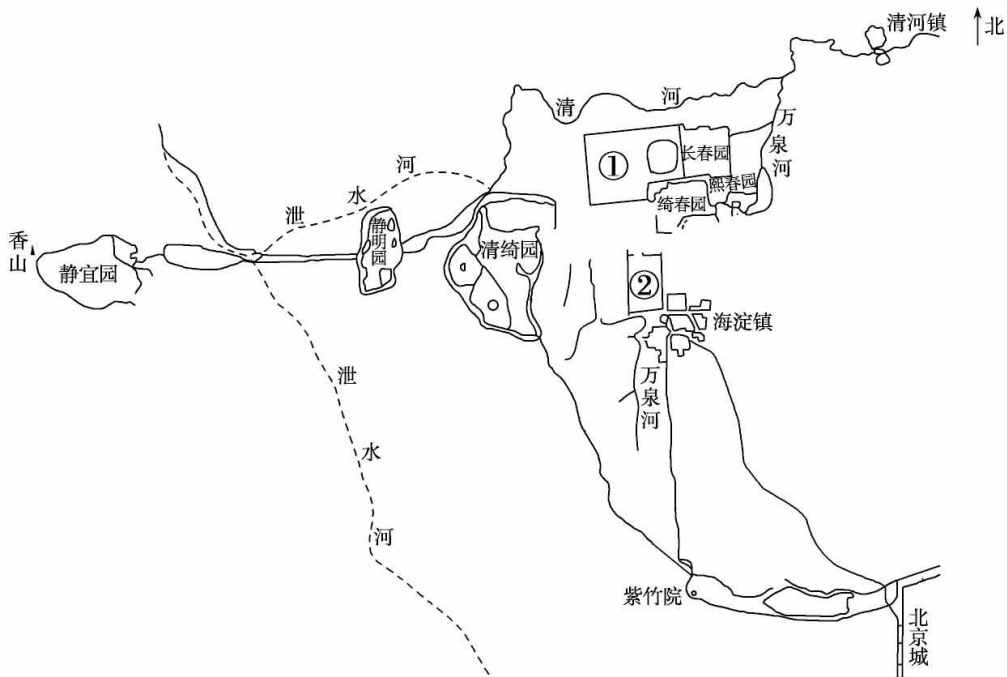 清河镇
北
清河
万泉河
①
长春园
熙春园
绮春园
泄水河
静明园
清绮园
香山
静宜园
②
海淀镇
万泉河
泄水河
紫竹院
北京城